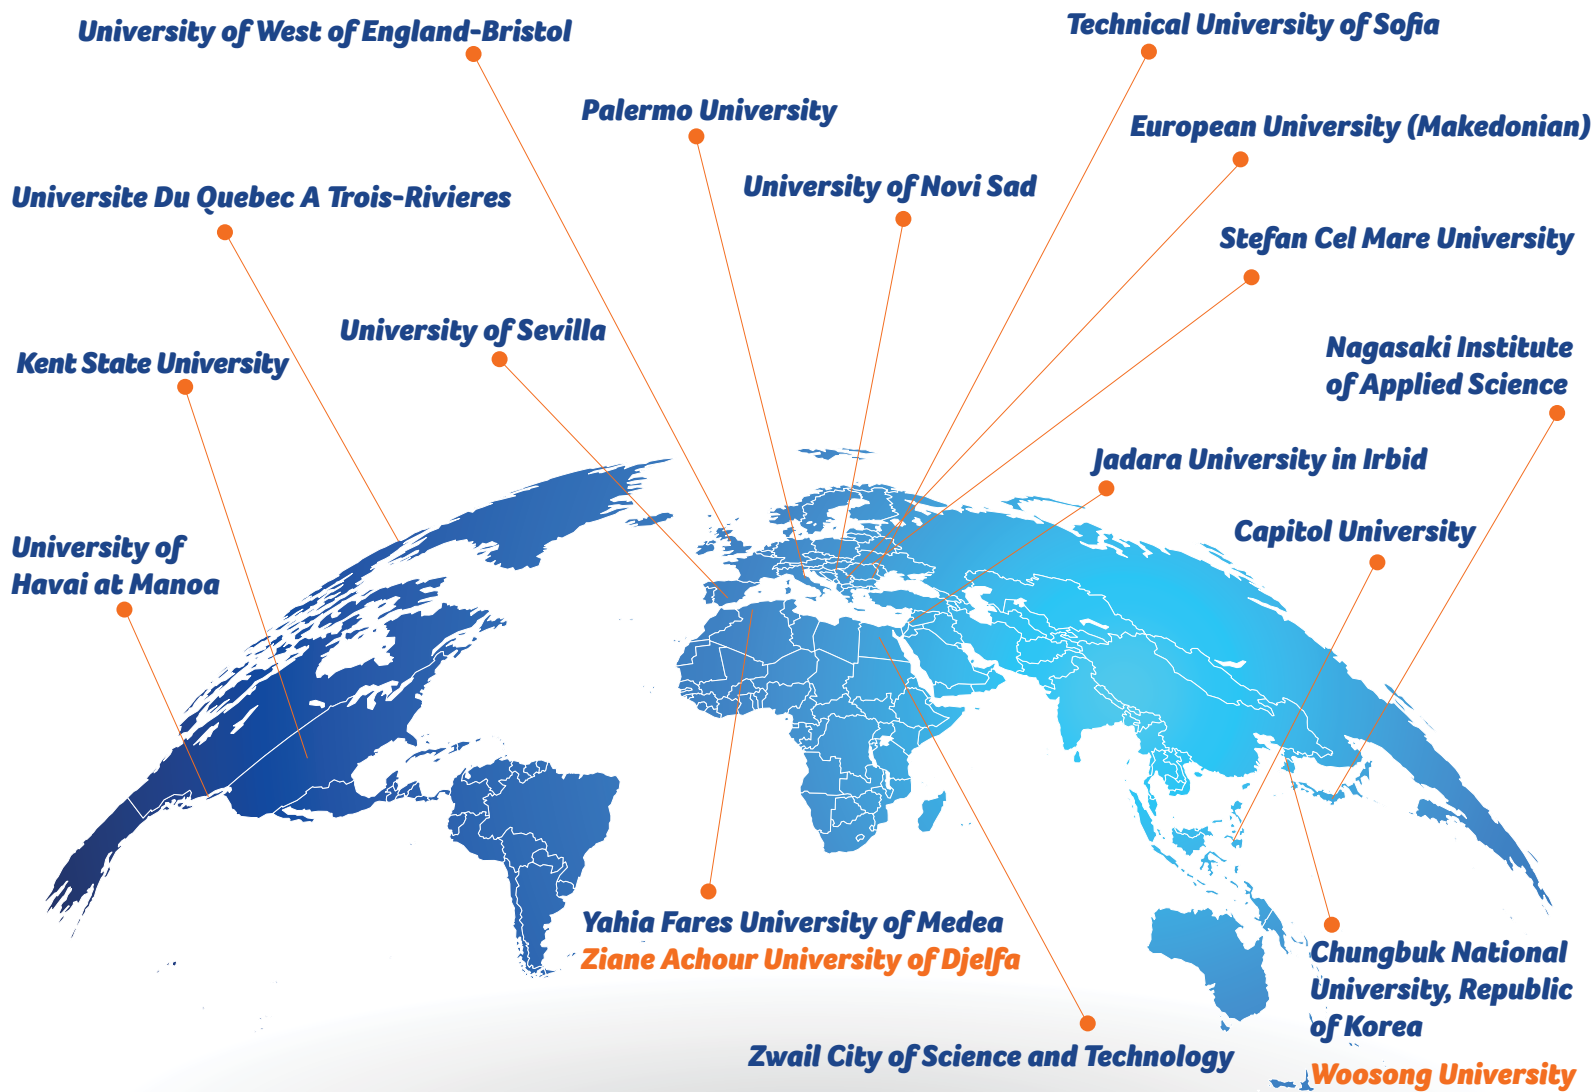 University of West of England-Bristol
Technical University of Sofia
Palermo University
European University (Makedonian)
Universite Du Quebec A Trois-Rivieres
University of Novi Sad
Stefan Cel Mare University
University of Sevilla
Kent State University
Nagasaki Institute
of Applied Science
Jadara University in Irbid
University of
Havai at Manoa
Capitol University
Yahia Fares University of Medea
Ziane Achour University of Djelfa
Chungbuk National
University, Republic
of Korea
Zwail City of Science and Technology
Woosong University